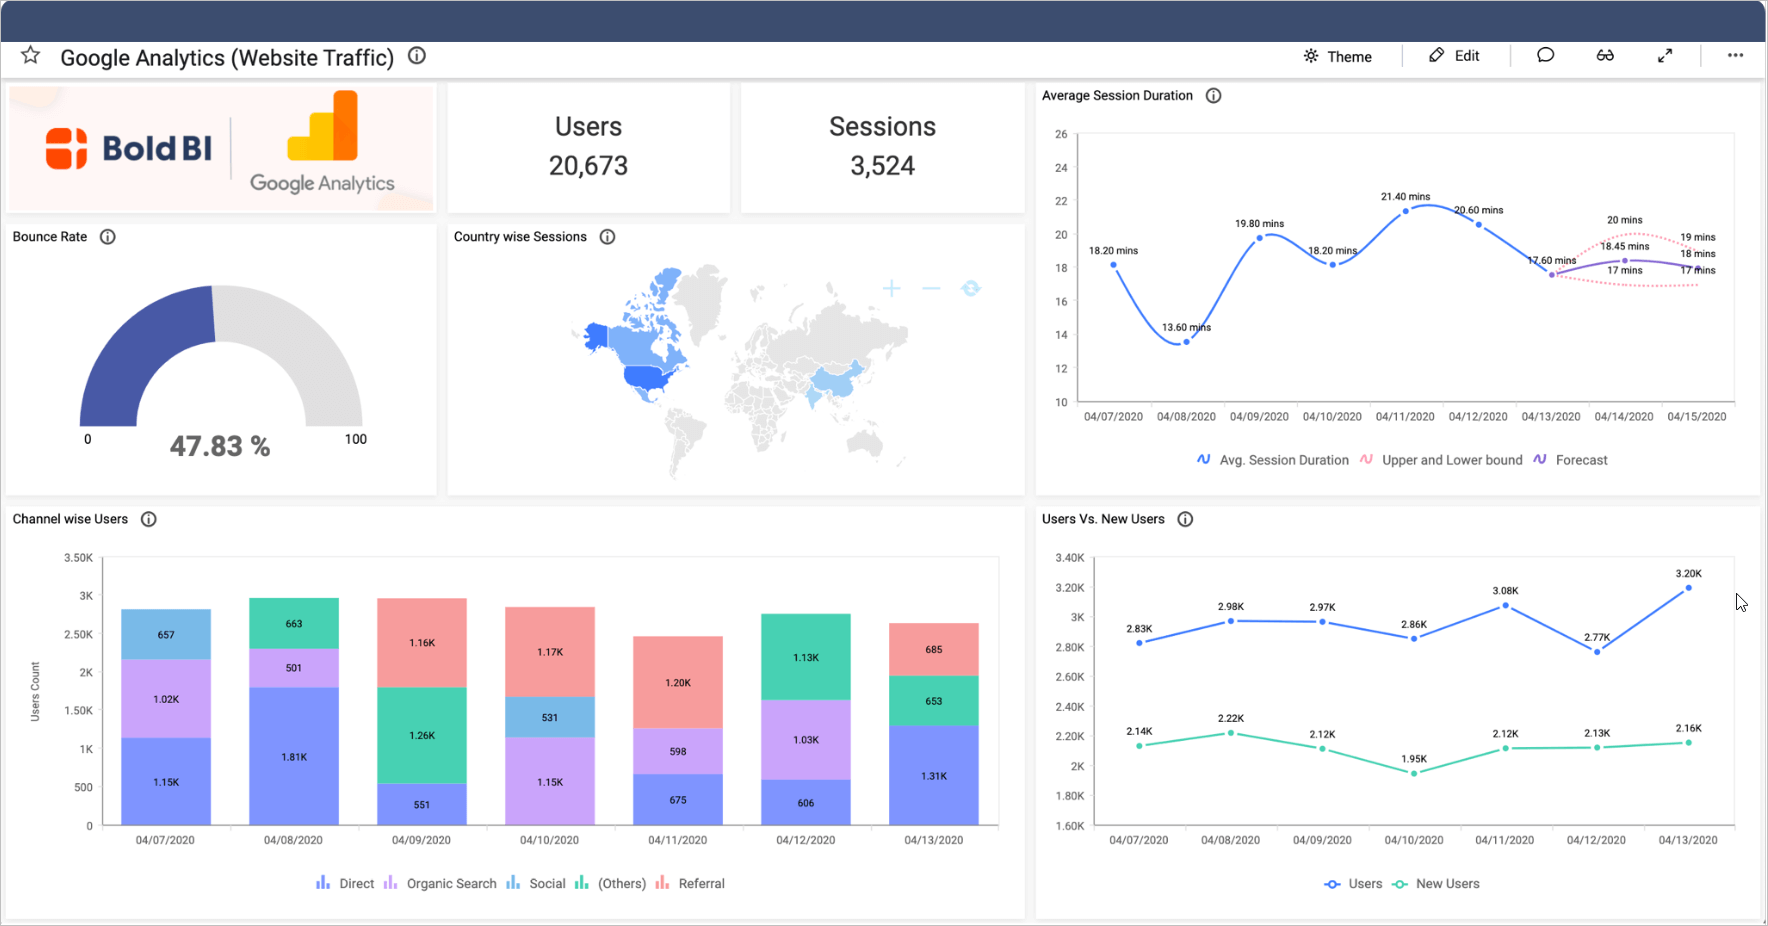 Google Analytics (Website Traffic)
Theme
Edit
Bold BI
Google Analytics
Users
20,673
Sessions
3,524
Average Session Duration
26
24
22
20
18
16
14
12
10
18.20 mins
13.60 mins
19.80 mins
18.20 mins
21.40 mins
20.60 mins
17.60 mins
20 mins
18.45 mins
17 mins
19 mins
18 mins
17 mins
04/07/2020 04/08/2020 04/09/2020 04/10/2020 04/11/2020 04/12/2020 04/13/2020 04/14/2020 04/15/2020
Avg. Session Duration Upper and Lower bound Forecast
Bounce Rate
0
47.83 %
100
Country wise Sessions
Channel wise Users
Users Count
3.50K
3K
2.50K
2K
1.50K
1K
500
0
657
1.02K
1.15K
663
501
1.81K
1.16K
1.26K
551
1.17K
531
1.15K
1.20K
598
675
1.13K
1.03K
606
685
653
1.31K
04/07/2020 04/08/2020 04/09/2020 04/10/2020 04/11/2020 04/12/2020 04/13/2020
Direct Organic Search Social (Others) Referral
Users Vs. New Users
3.40K
3.20K
3K
2.80K
2.60K
2.40K
2.20K
2K
1.80K
1.60K
2.83K
2.98K
2.97K
2.86K
3.08K
2.77K
3.20K
2.14K
2.22K
2.12K
1.95K
2.12K
2.13K
2.16K
04/07/2020 04/08/2020 04/09/2020 04/10/2020 04/11/2020 04/12/2020 04/13/2020
Users New Users